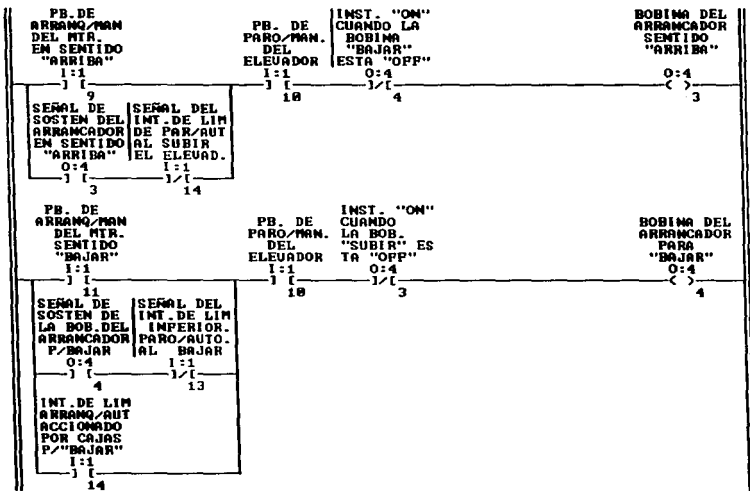 PB.DE
ARRANQ/MAN
DEL MTR.
EN SENTIDO
"ARRIBA"
I:1
] [
9
PB. DE
PARO/MAN.
DEL
ELEVADOR
I:1
] [
10
INST. "ON"
CUANDO LA
BOBINA
"BAJAR"
ESTA "OFF"
O:4
]/[
4
BOBINA DEL
ARRANCADOR
SENTIDO
"ARRIBA"
O:4
( )
3
SEÑAL DE
SOSTEN DEL
ARRANCADOR
EN SENTIDO
"ARRIBA"
O:4
] [
3
SEÑAL DEL
INT.DE LIM
DE PAR/AUT
AL SUBIR
EL ELEVAD.
I:1
]/[
14
PB. DE
ARRANQ/MAN
DEL MTR.
SENTIDO
"BAJAR"
I:1
] [
11
PB. DE
PARO/MAN.
DEL
ELEVADOR
I:1
] [
10
INST. "ON"
CUANDO
LA BOB.
"SUBIR" ES
TA "OFF"
O:4
]/[
3
BOBINA DEL
ARRANCADOR
PARA
"BAJAR"
O:4
( )
4
SEÑAL DE
SOSTEN DE
LA BOB.DEL
ARRANCADOR
P/BAJAR
O:4
] [
4
SEÑAL DEL
INT.DE LIM
INFERIOR.
PARO/AUTO.
AL BAJAR
I:1
]/[
13
INT.DE LIM
ARRANQ/AUT
ACCIONADO
POR CAJAS
P/"BAJAR"
I:1
] [
14